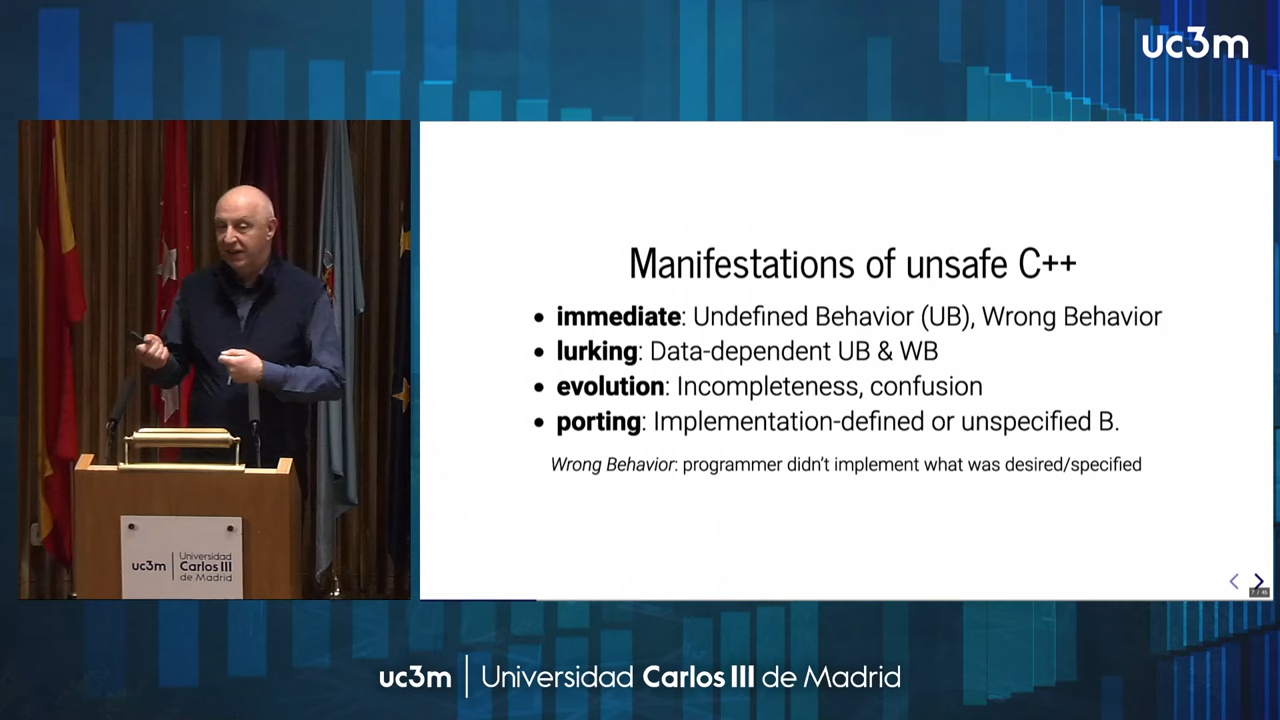 uc3m
Manifestations of unsafe C++
• immediate: Undefined Behavior (UB), Wrong Behavior
• lurking: Data-dependent UB & WB
• evolution: Incompleteness, confusion
• porting: Implementation-defined or unspecified B.
Wrong Behavior: programmer didn't implement what was desired/specified
7 / 46
uc3m | Universidad
Carlos III
de Madrid
uc3m | Universidad Carlos III de Madrid